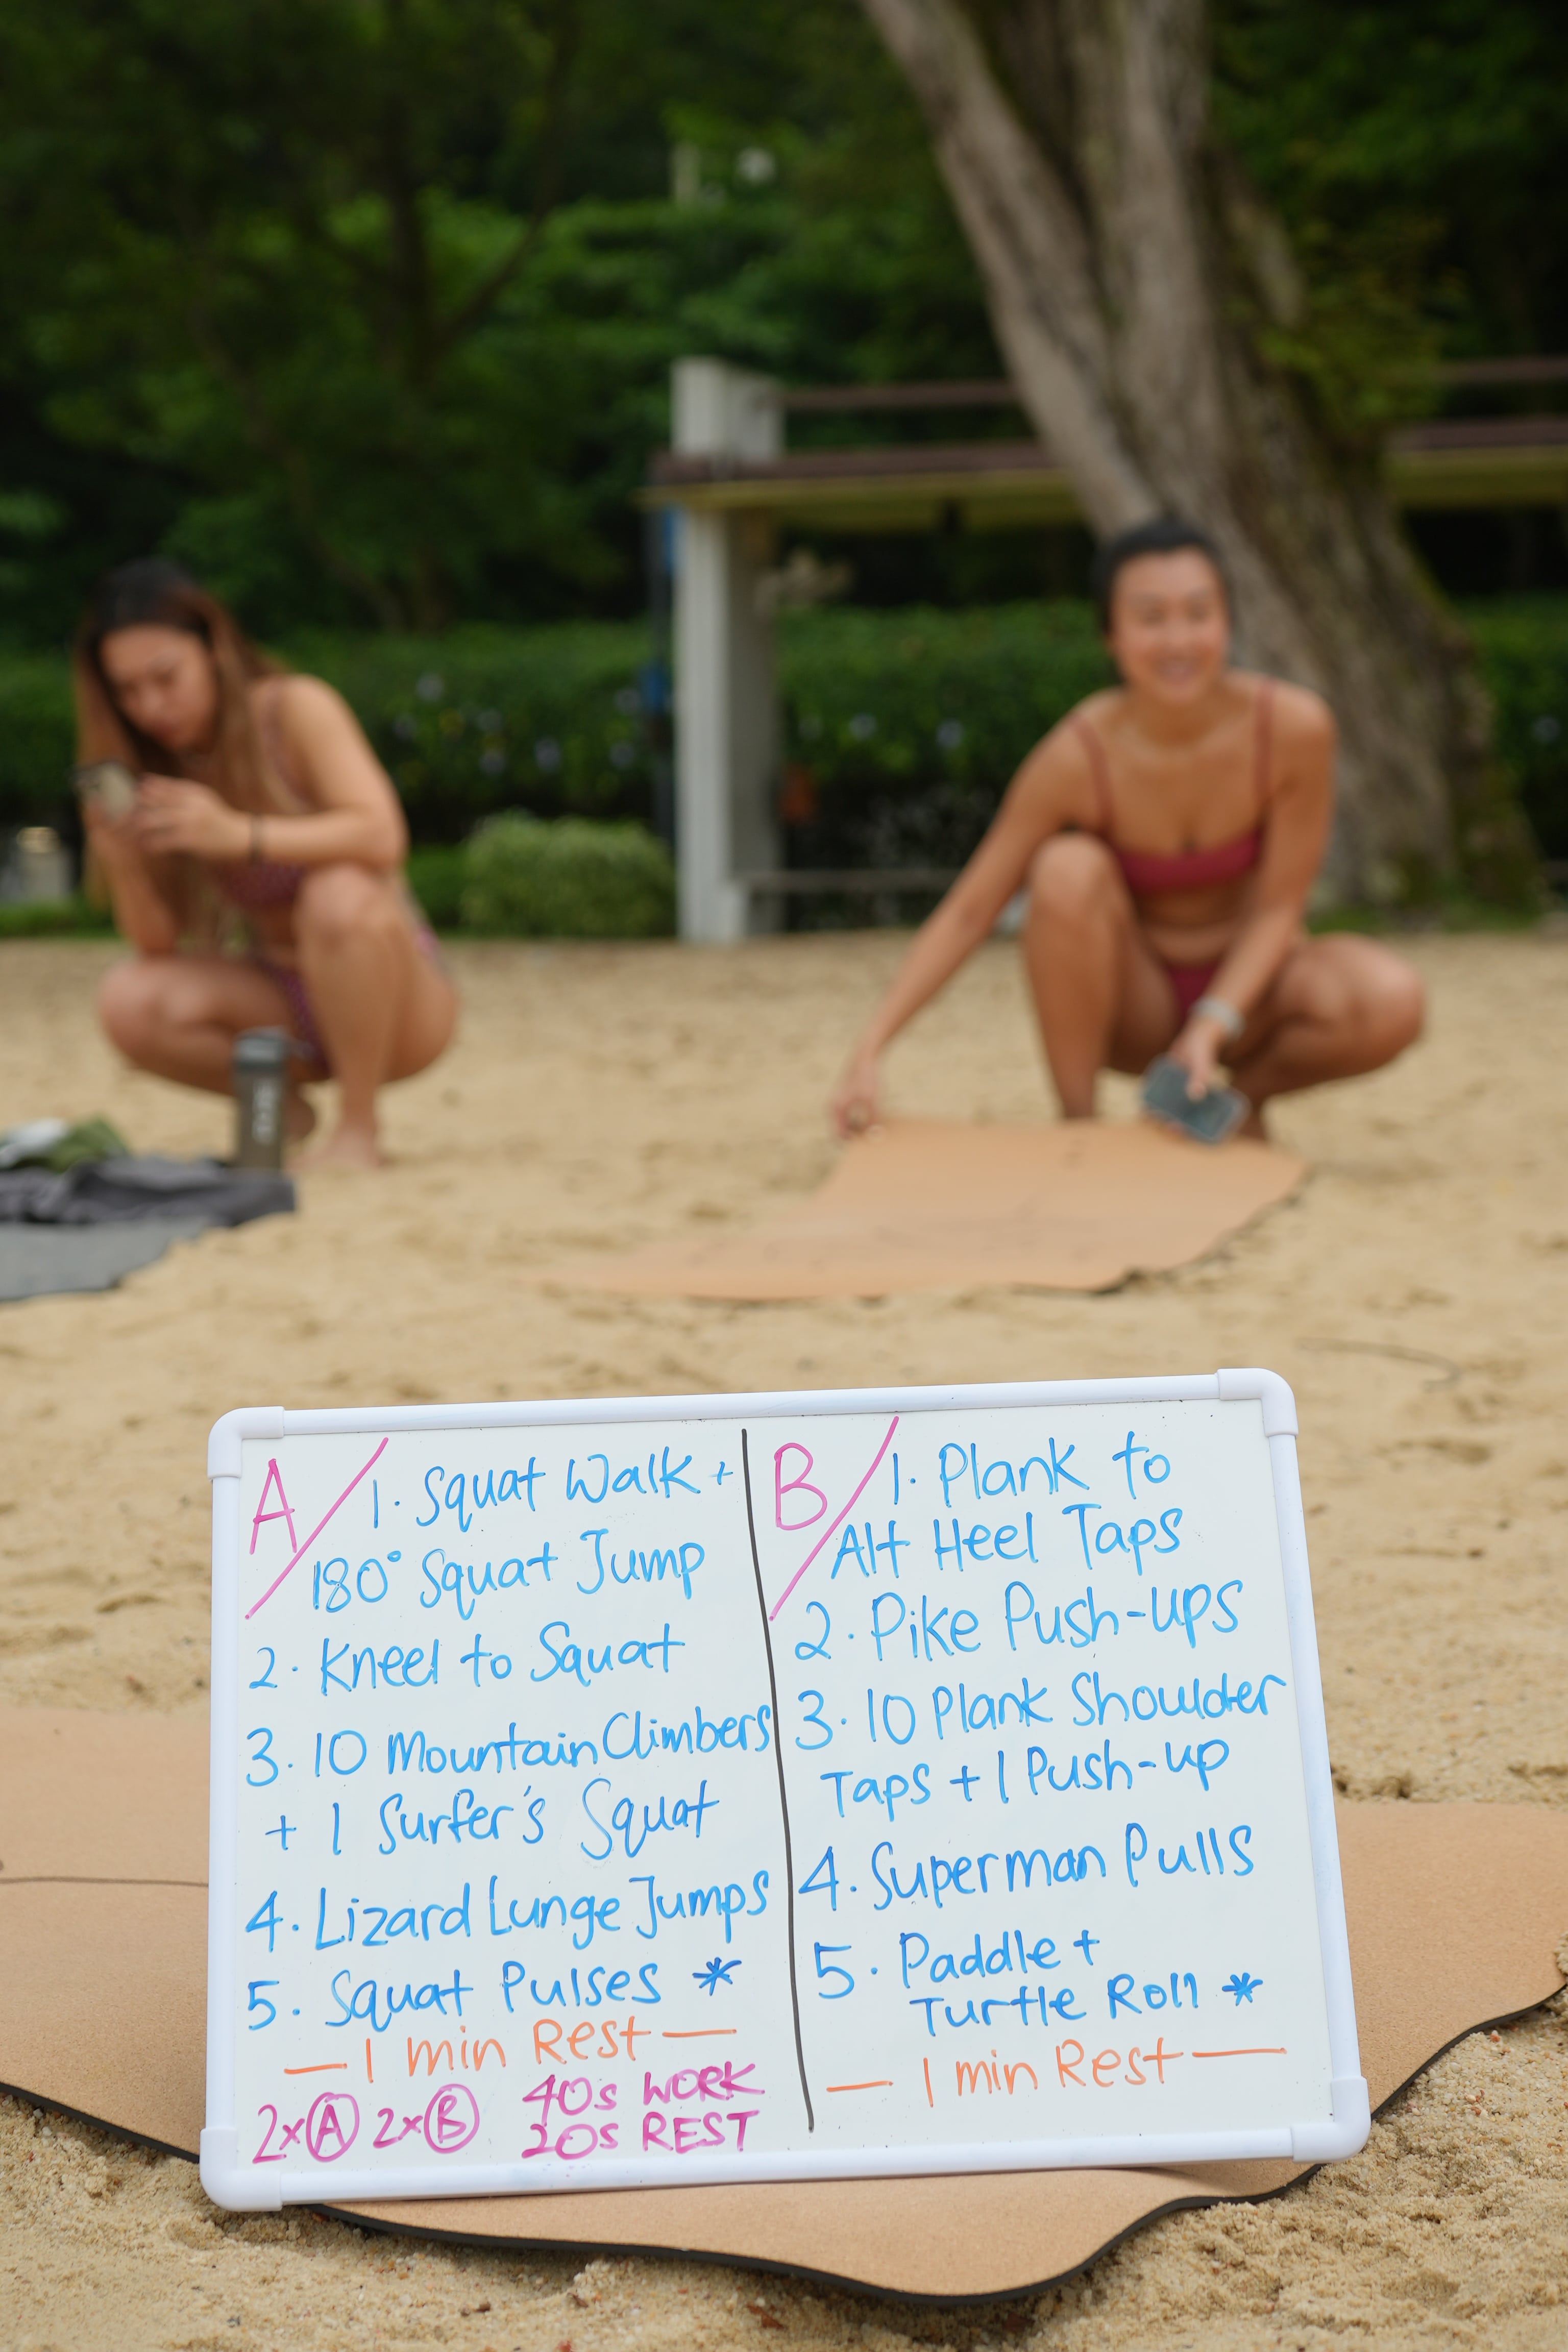 A/ 1. Squat Walk +
180° Squat Jump
2. Kneel to Squat
3. 10 Mountain Climbers
+ 1 Surfer's Squat
4. Lizard Lunge Jumps
5. Squat Pulses *
— 1 min Rest —
2x(A) 2x(B) 40s WORK
20s REST
B/ 1. Plank to
Alt Heel Taps
2. Pike Push-ups
3. 10 Plank Shoulder
Taps + 1 Push-up
4. Superman Pulls
5. Paddle +
Turtle Roll *
— 1 min Rest —